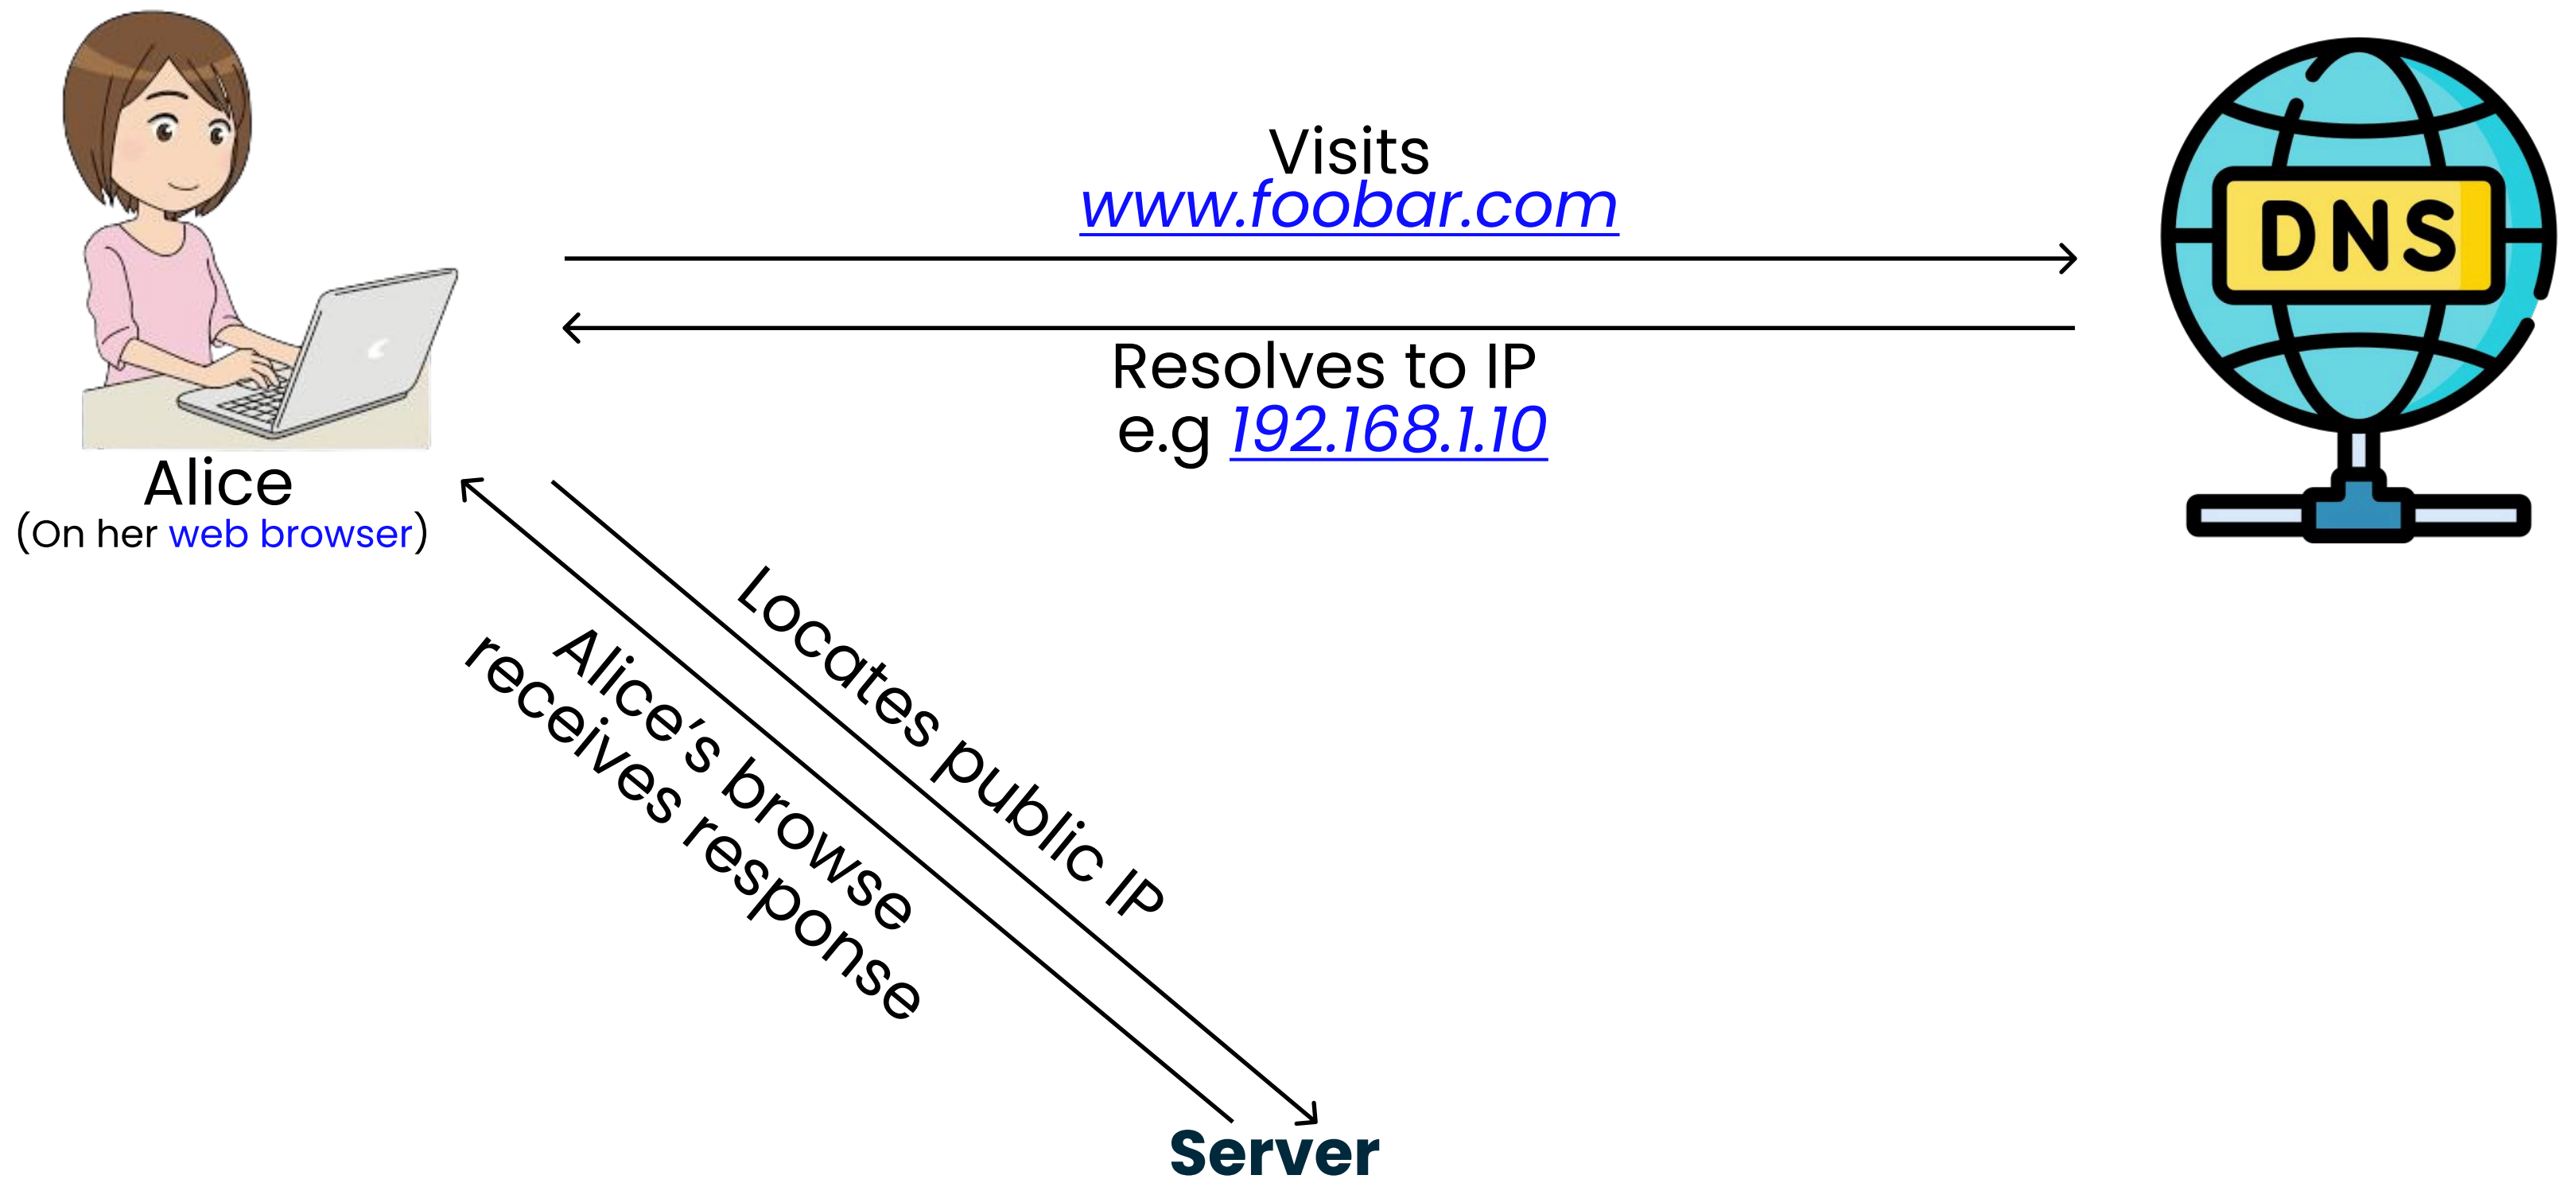 Visits
www.foobar.com
DNS
Resolves to IP
e.g 192.168.1.10
Alice
(On her web browser)
Locates public IP
Alice's browse
receives response
Server